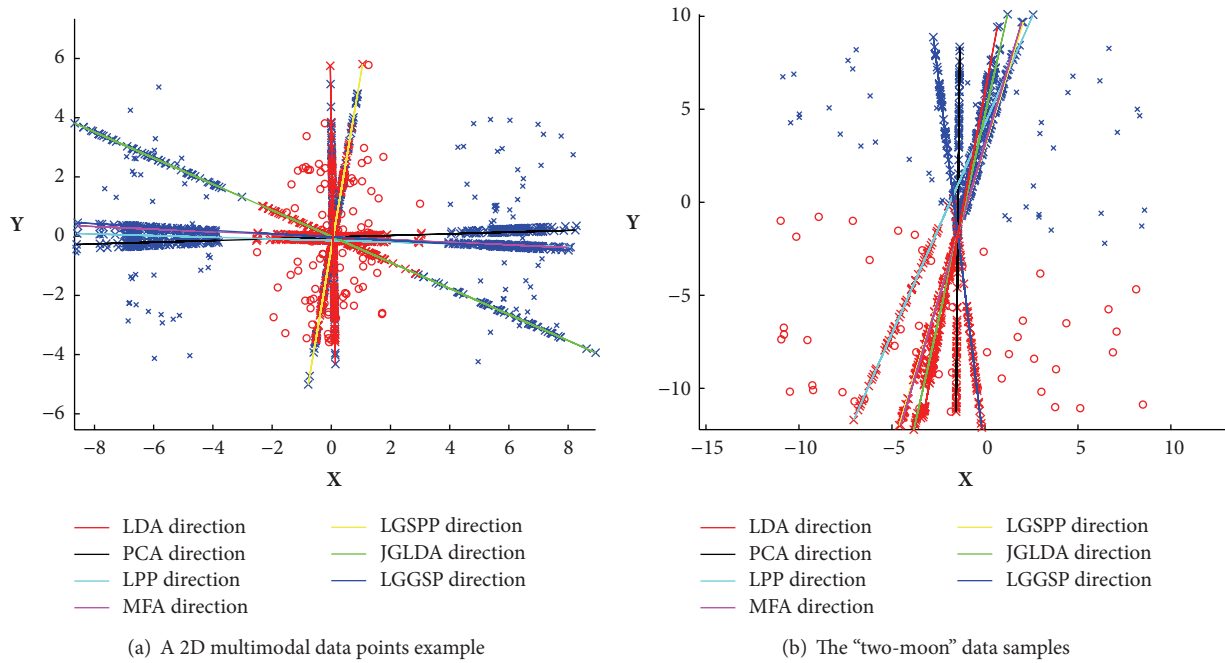 6
4
2
0
−2
−4
−6
Y
−8 −6 −4 −2 0 2 4 6 8
X
LDA direction
PCA direction
LPP direction
MFA direction
LGSPP direction
JGLDA direction
LGGSP direction
(a) A 2D multimodal data points example
10
5
0
−5
−10
Y
−15 −10 −5 0 5 10
X
LDA direction
PCA direction
LPP direction
MFA direction
LGSPP direction
JGLDA direction
LGGSP direction
(b) The “two-moon” data samples